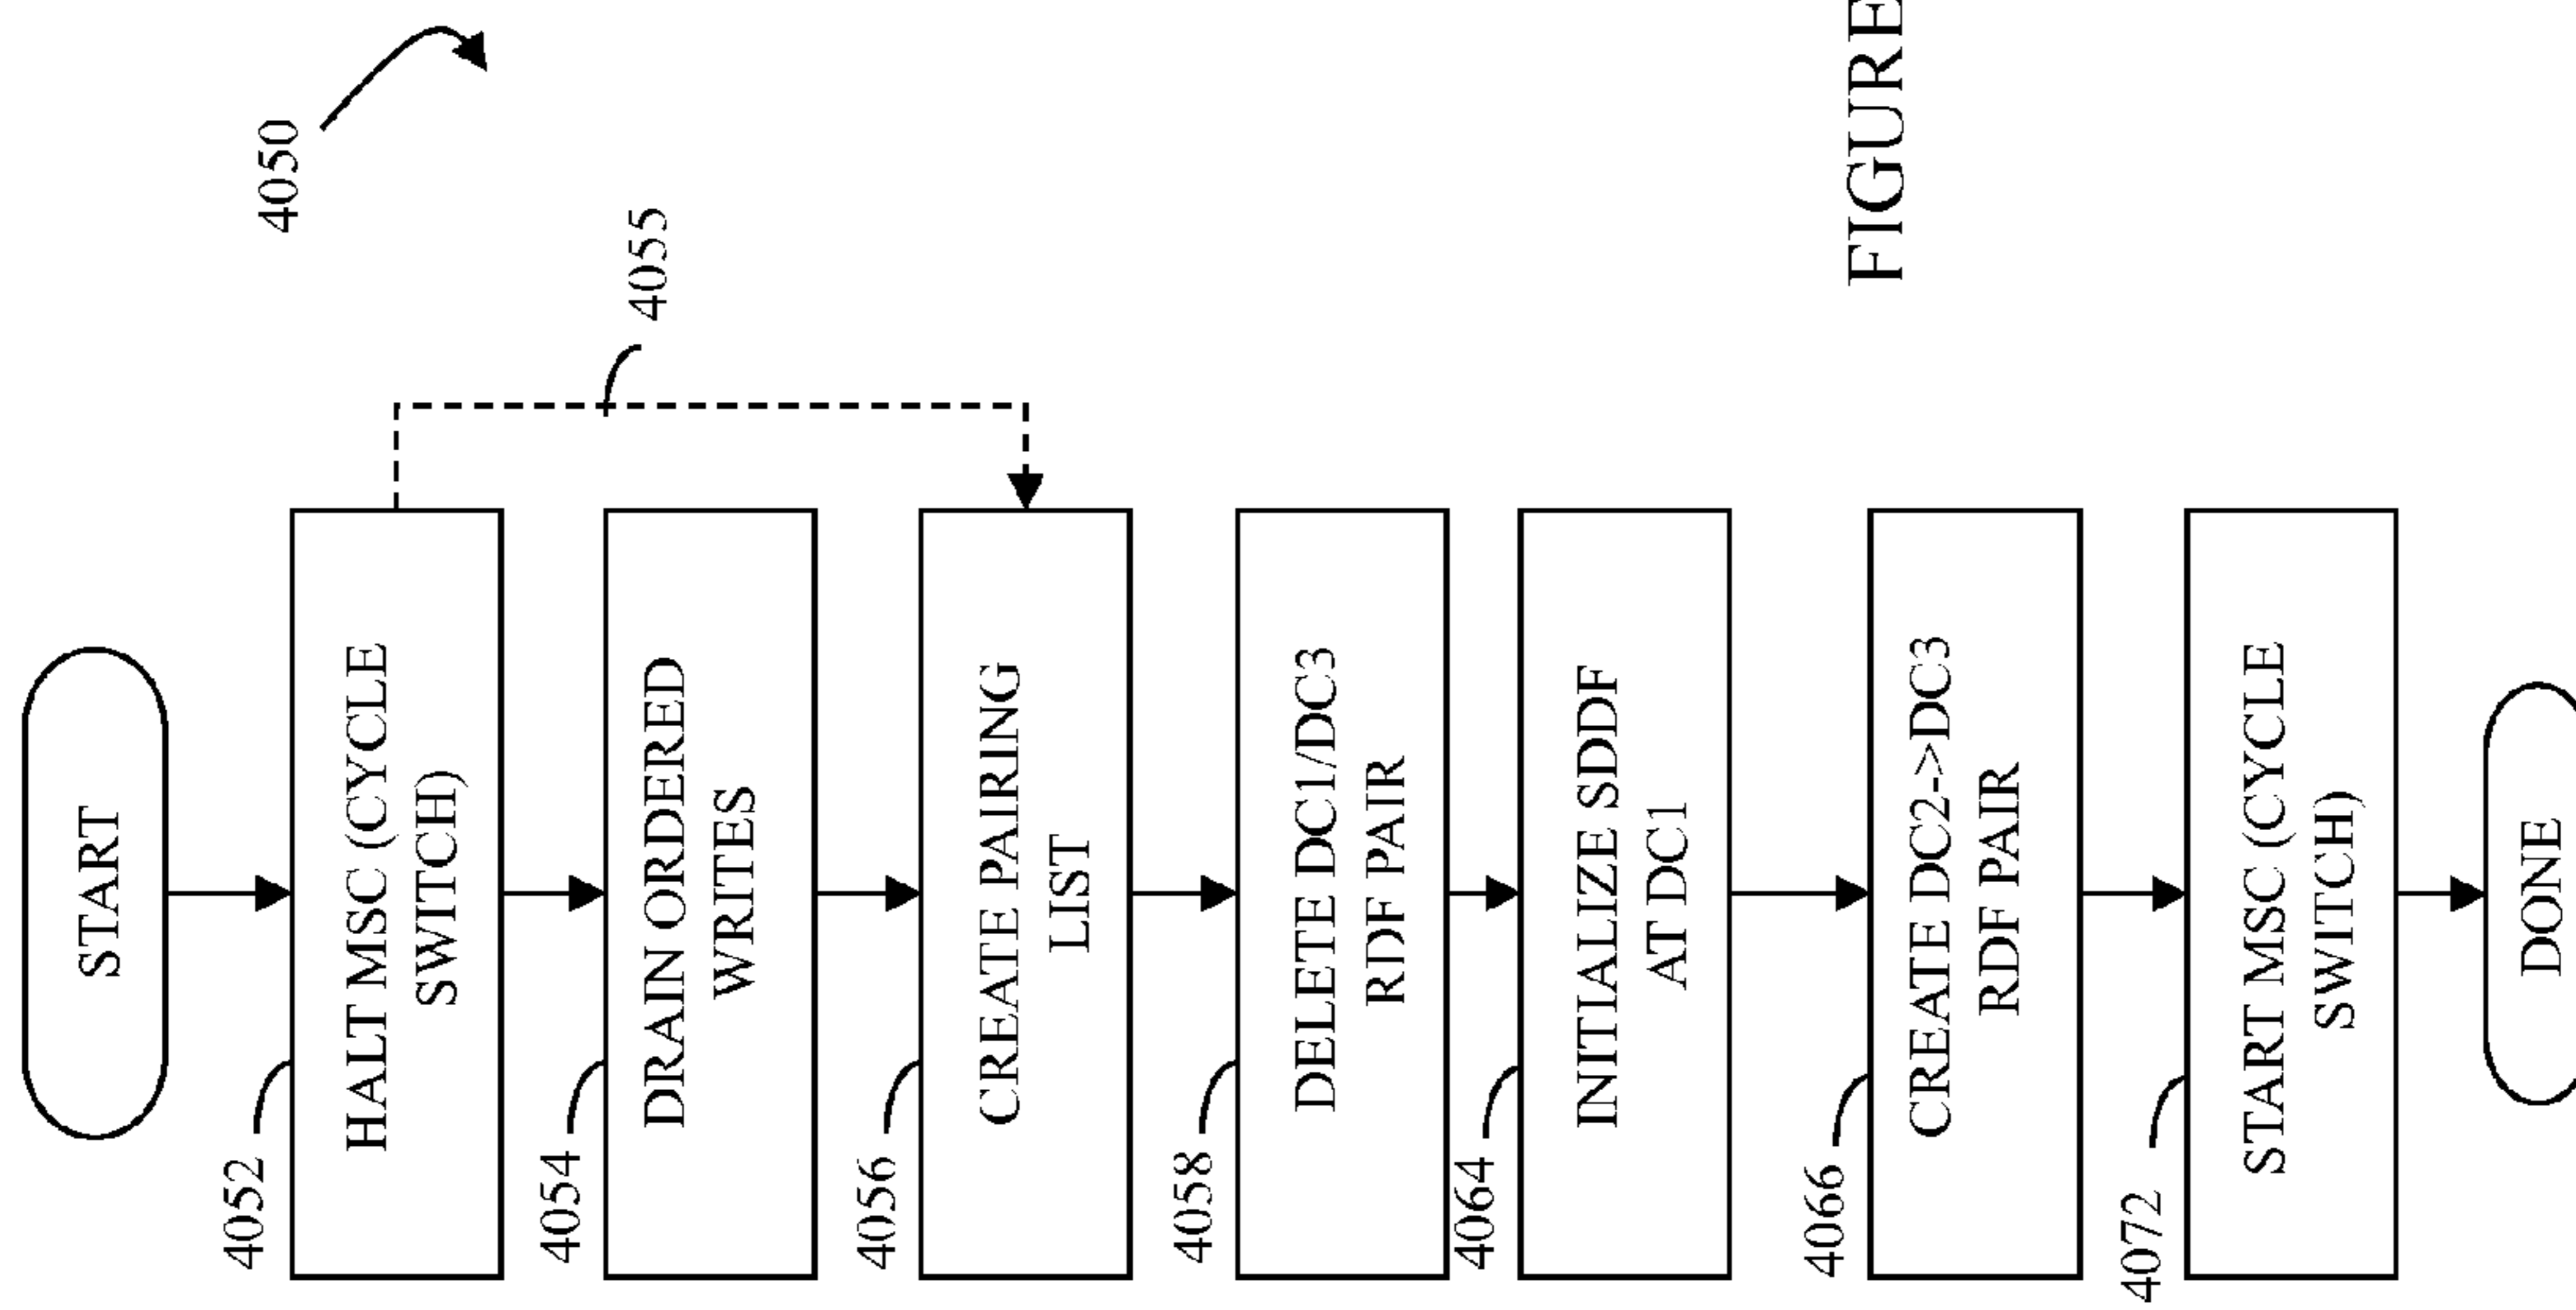 4050
START
4052
HALT MSC (CYCLE
SWITCH)
4055
4054
DRAIN ORDERED
WRITES
4056
CREATE PAIRING
LIST
4058
DELETE DC1/DC3
RDF PAIR
4064
INITIALIZE SDDF
AT DC1
4066
CREATE DC2->DC3
RDF PAIR
4072
START MSC (CYCLE
SWITCH)
DONE
FIGURE